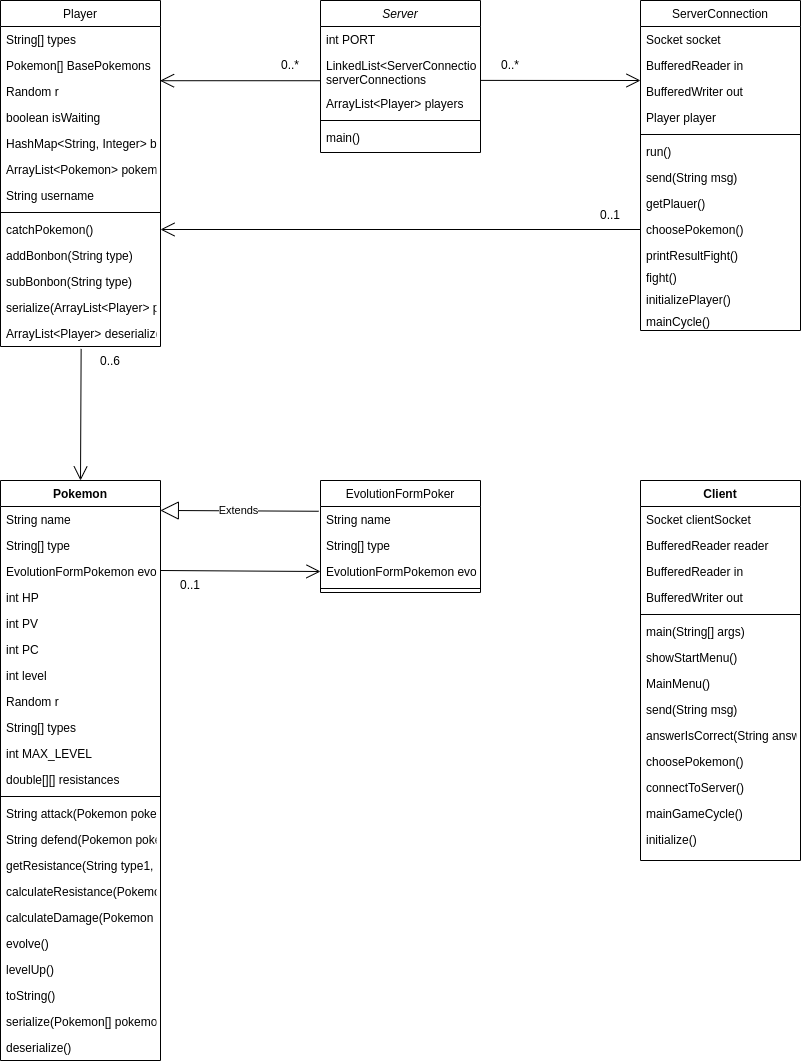 Player
String[] types
Pokemon[] BasePokemons
Random r
boolean isWaiting
HashMap<String, Integer> b
ArrayList<Pokemon> pokem
String username
catchPokemon()
addBonbon(String type)
subBonbon(String type)
serialize(ArrayList<Player> p
ArrayList<Player> deserialize
0..*
Server
int PORT
LinkedList<ServerConnectio
serverConnections
ArrayList<Player> players
main()
0..*
ServerConnection
Socket socket
BufferedReader in
BufferedWriter out
Player player
run()
send(String msg)
getPlauer()
choosePokemon()
printResultFight()
fight()
initializePlayer()
mainCycle()
0..1
0..6
Pokemon
String name
String[] type
EvolutionFormPokemon evo
int HP
int PV
int PC
int level
Random r
String[] types
int MAX_LEVEL
double[][] resistances
String attack(Pokemon poke
String defend(Pokemon poke
getResistance(String type1,
calculateResistance(Pokemo
calculateDamage(Pokemon
evolve()
levelUp()
toString()
serialize(Pokemon[] pokemo
deserialize()
Extends
0..1
EvolutionFormPoker
String name
String[] type
EvolutionFormPokemon evo
Client
Socket clientSocket
BufferedReader reader
BufferedReader in
BufferedWriter out
main(String[] args)
showStartMenu()
MainMenu()
send(String msg)
answerIsCorrect(String answ
choosePokemon()
connectToServer()
mainGameCycle()
initialize()